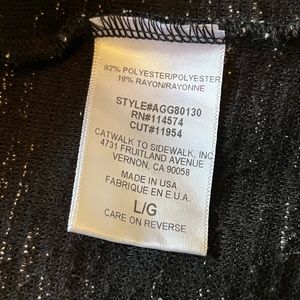 82% POLYESTER/POLYESTER
18% RAYON/RAYONNE
STYLE#AGG80130
RN#114574
CUT#11954
CATWALK TO SIDEWALK, INC
4731 FRUITLAND AVENUE
VERNON, CA 90058
MADE IN USA
FABRIQUE EN E.U.A.
L/G
CARE ON REVERSE